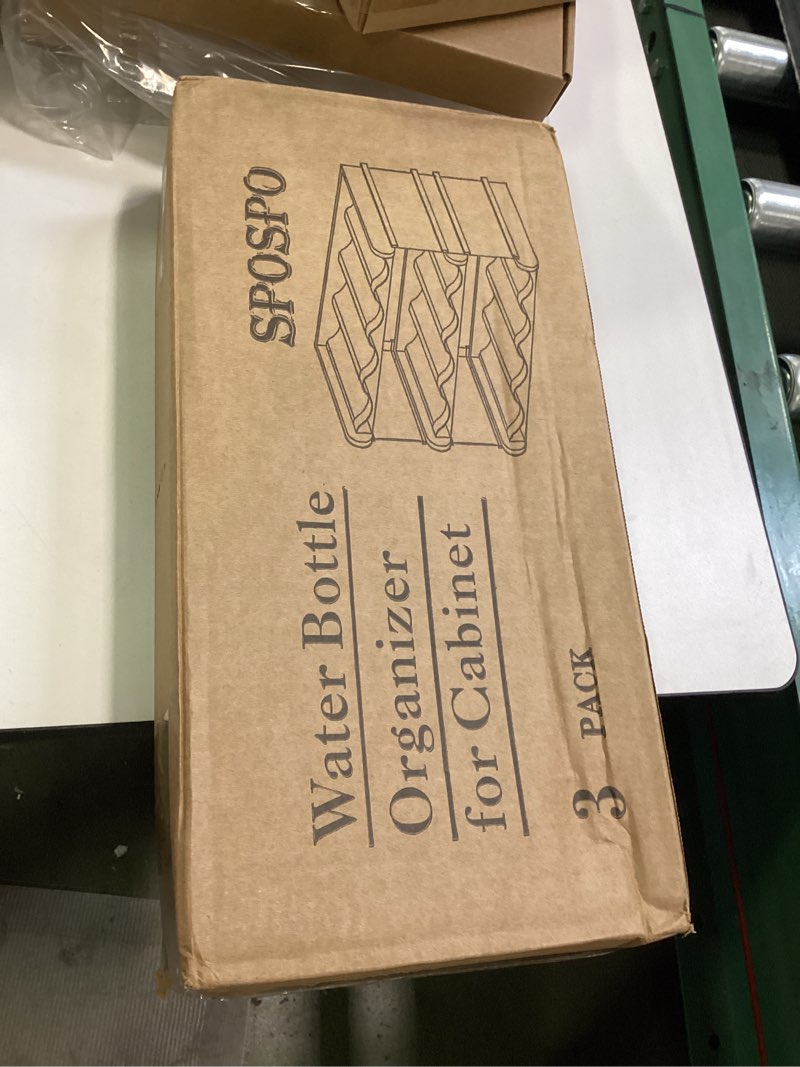 SPOSPO
Water Bottle
Organizer
for Cabinet
3 PACK